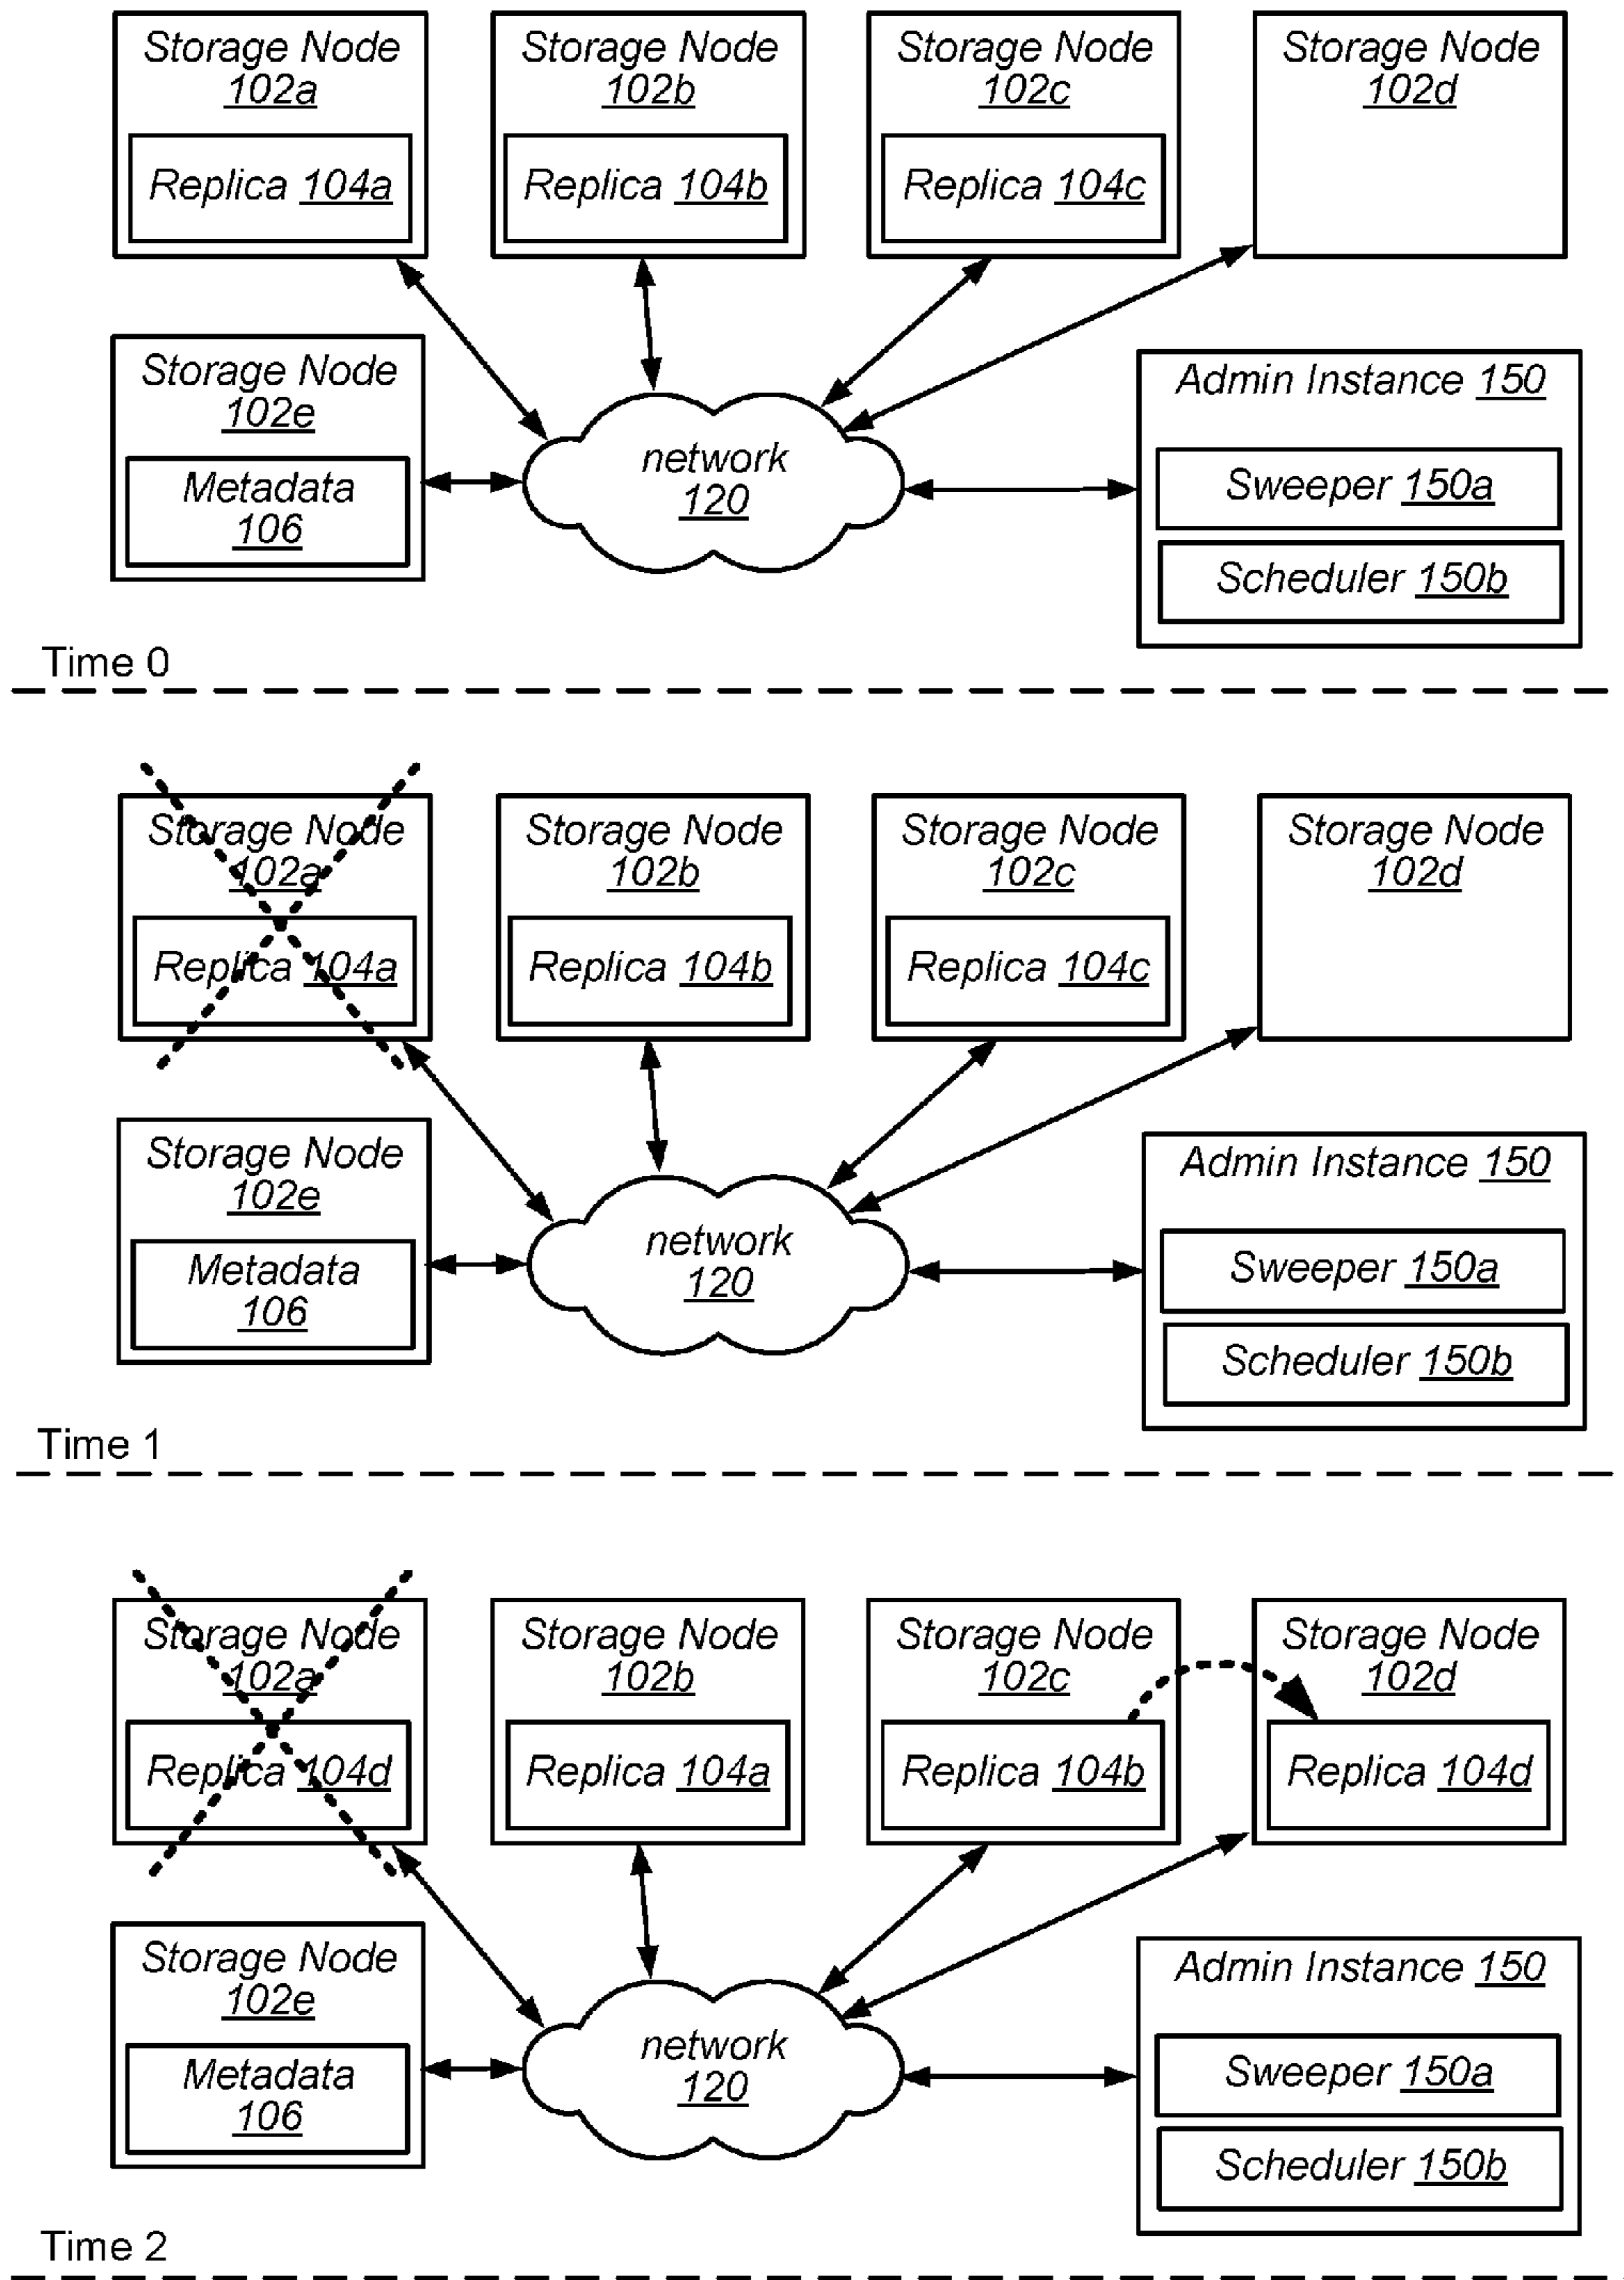 Storage Node
102a
Replica 104a
Storage Node
102b
Replica 104b
Storage Node
102c
Replica 104c
Storage Node
102d
Storage Node
102e
Metadata
106
network
120
Admin Instance 150
Sweeper 150a
Scheduler 150b
Time 0
Storage Node
102a
Replica 104a
Storage Node
102b
Replica 104b
Storage Node
102c
Replica 104c
Storage Node
102d
Storage Node
102e
Metadata
106
network
120
Admin Instance 150
Sweeper 150a
Scheduler 150b
Time 1
Storage Node
102a
Replica 104d
Storage Node
102b
Replica 104a
Storage Node
102c
Replica 104b
Storage Node
102d
Replica 104d
Storage Node
102e
Metadata
106
network
120
Admin Instance 150
Sweeper 150a
Scheduler 150b
Time 2